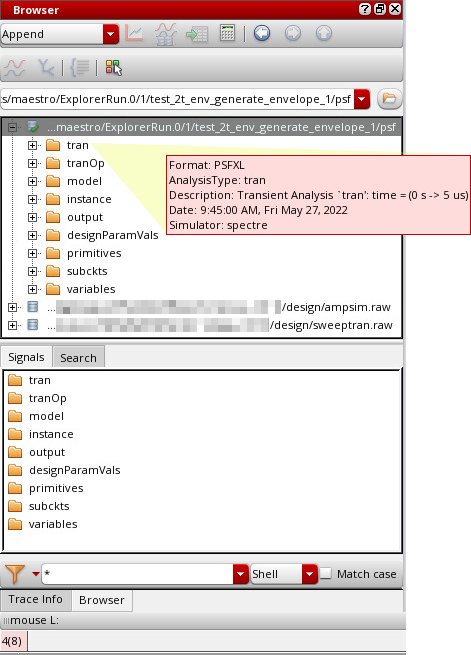 Browser
Append
s/maestro/ExplorerRun.0/1/test_2t_env_generate_envelope_1/psf
...maestro/ExplorerRun.0/1/test_2t_env_generate_envelope_1/psf
tran
tranOp
model
instance
output
designParamVals
primitives
subckts
variables
Format: PSFXL
AnalysisType: tran
Description: Transient Analysis `tran': time = (0 s -> 5 us)
Date: 9:45:00 AM, Fri May 27, 2022
Simulator: spectre
... /design/ampsim.raw
... /design/sweeptran.raw
Signals Search
tran
tranOp
model
instance
output
designParamVals
primitives
subckts
variables
* Shell Match case
Trace Info Browser
mouse L:
4(8)